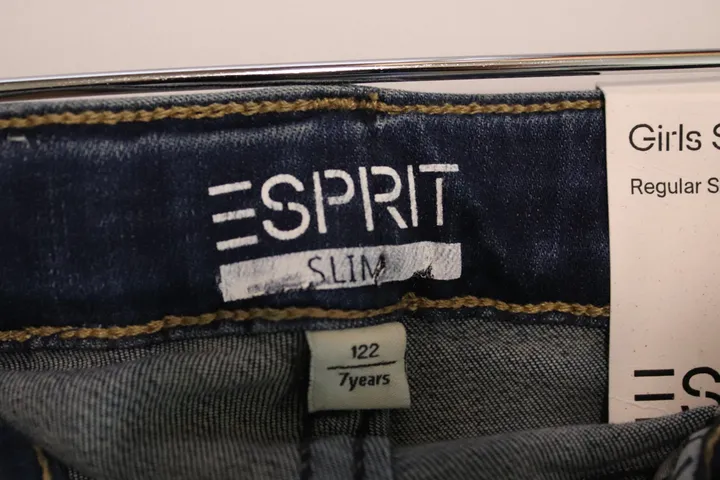 ESPRIT
SLIM
122
7years
Girls
Regular